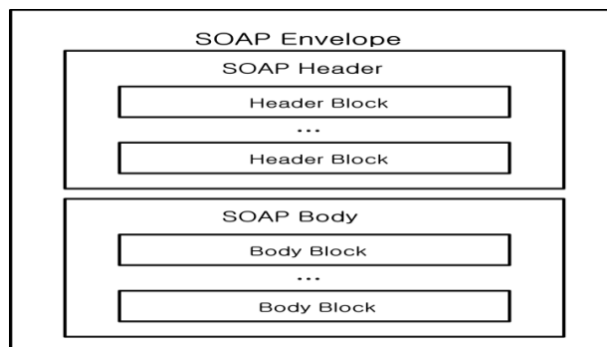 SOAP Envelope
SOAP Header
Header Block
...
Header Block
SOAP Body
Body Block
...
Body Block